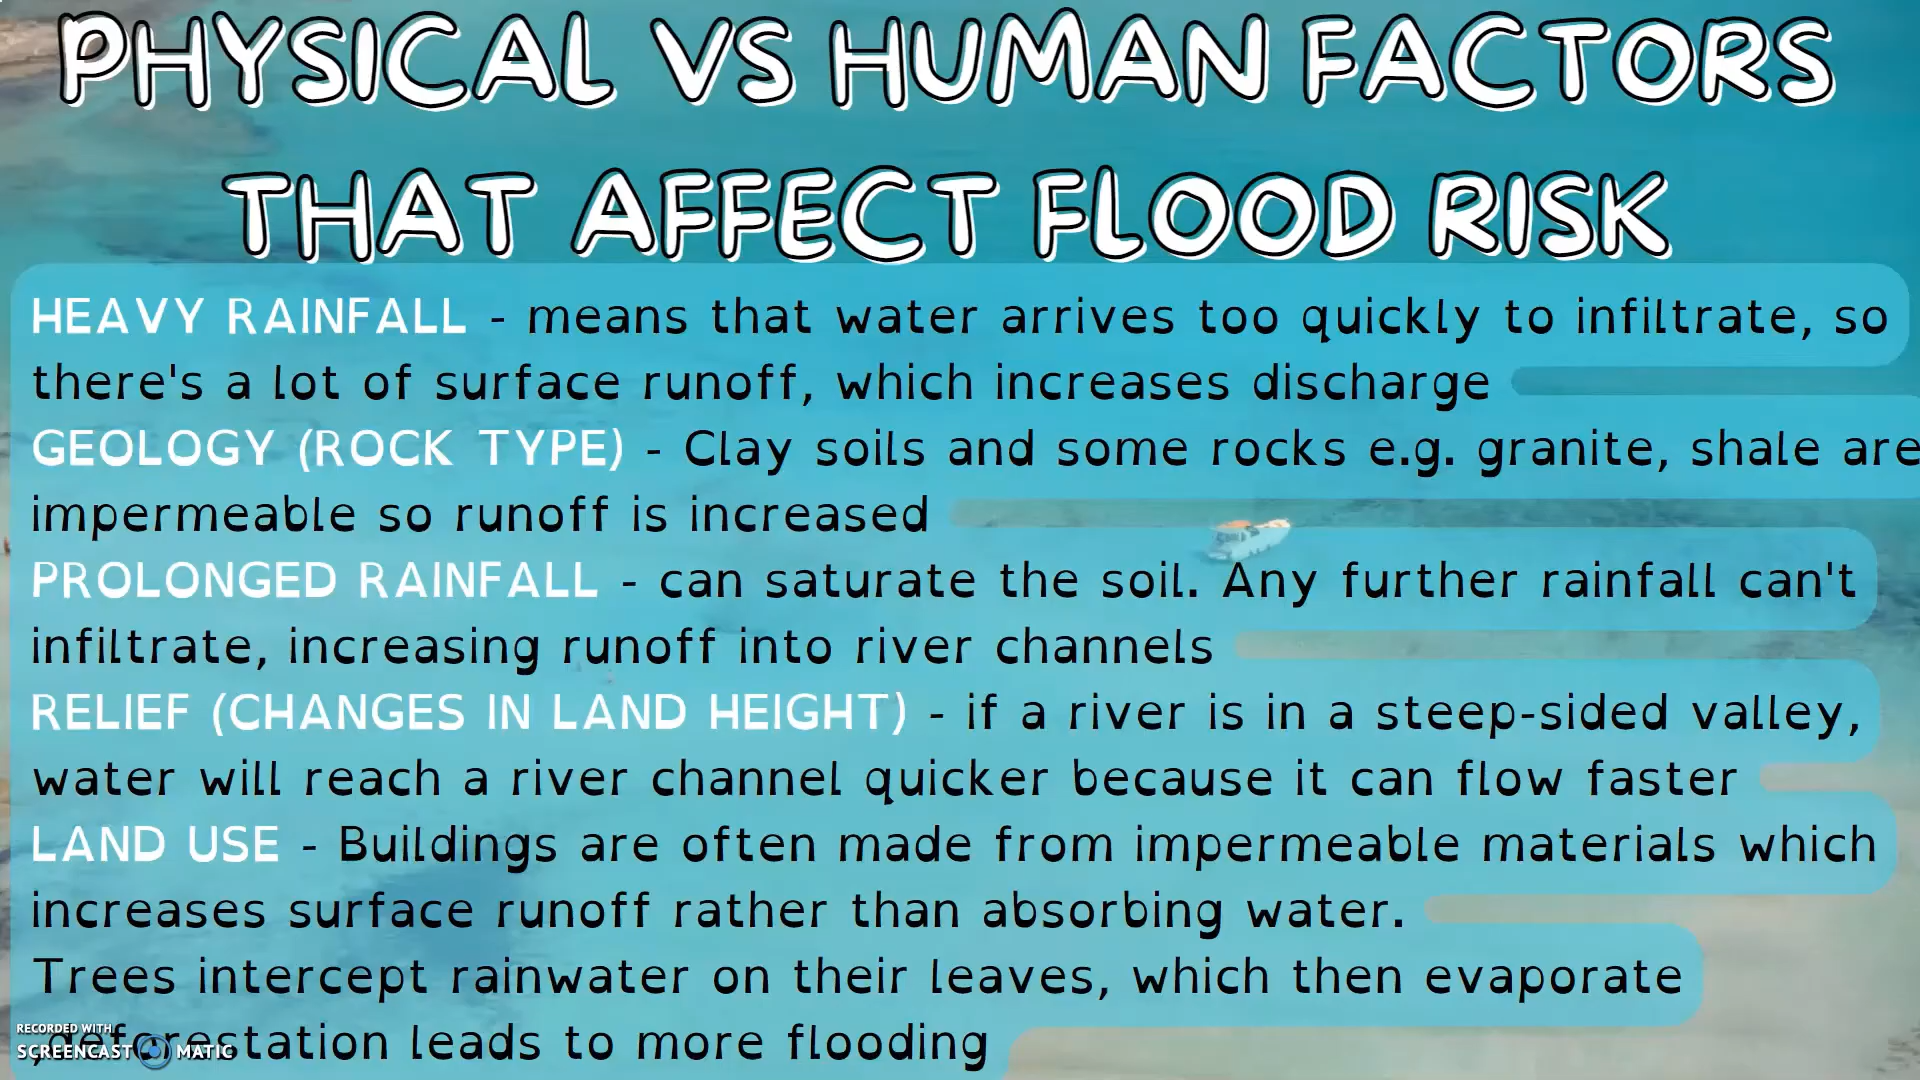 PHYSICAL VS HUMAN FACTORS
THAT AFFECT FLOOD RISK
HEAVY RAINFALL - means that water arrives too quickly to infiltrate, so
there's a lot of surface runoff, which increases discharge
GEOLOGY (ROCK TYPE) - Clay soils and some rocks e.g. granite, shale are
impermeable so runoff is increased
PROLONGED RAINFALL - can saturate the soil. Any further rainfall can't
infiltrate, increasing runoff into river channels
RELIEF (CHANGES IN LAND HEIGHT) - if a river is in a steep-sided valley,
water will reach a river channel quicker because it can flow faster
LAND USE - Buildings are often made from impermeable materials which
increases surface runoff rather than absorbing water.
Trees intercept rainwater on their leaves, which then evaporate
,deforestation leads to more flooding
RECORDED WITH
SCREENCAST MATIC